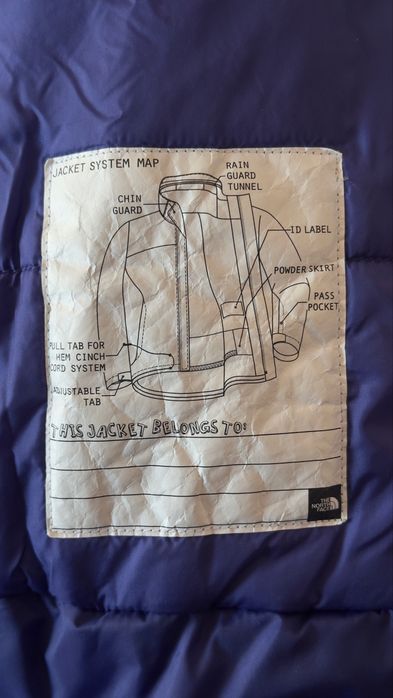 JACKET SYSTEM MAP
RAIN
GUARD
TUNNEL
CHIN
GUARD
ID LABEL
POWDER SKIRT
PASS
POCKET
PULL TAB FOR
HEM CINCH
CORD SYSTEM
ADJUSTABLE
TAB
THIS JACKET BELONGS TO:
THE
NORTH
FACE